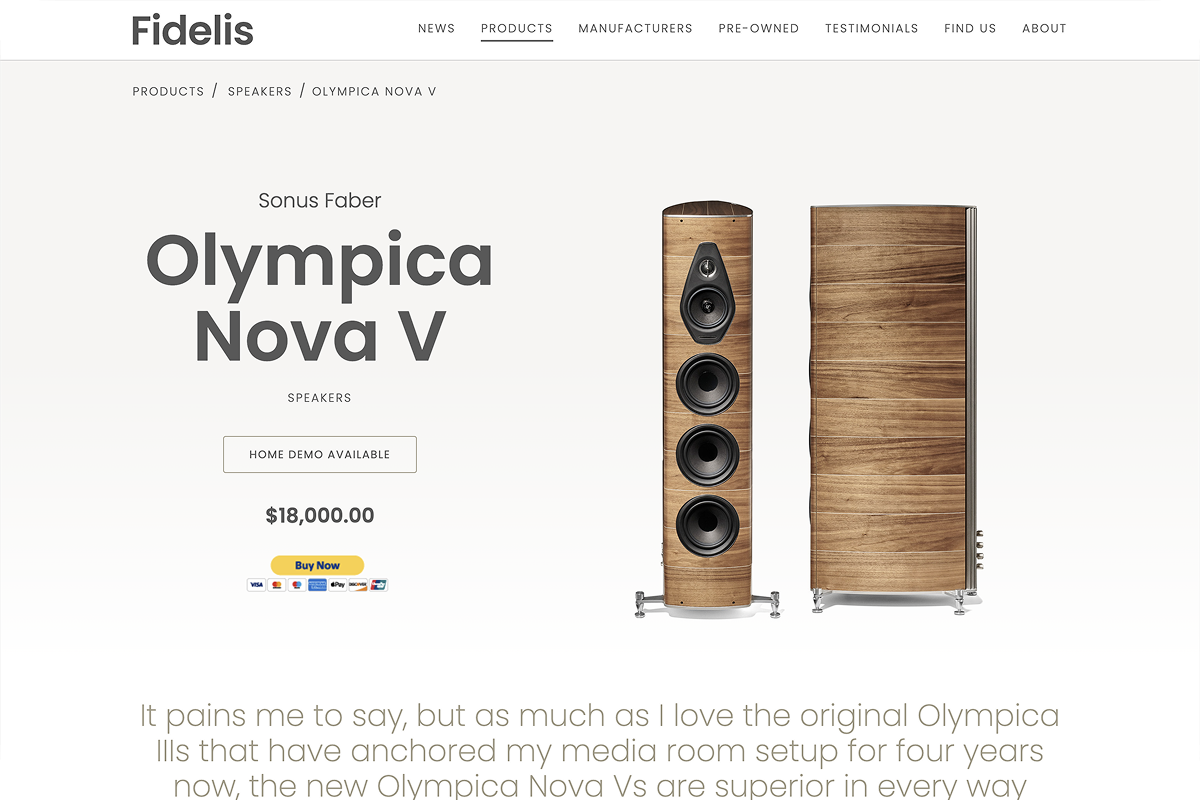 Fidelis
NEWS PRODUCTS MANUFACTURERS PRE-OWNED TESTIMONIALS FIND US ABOUT
PRODUCTS / SPEAKERS / OLYMPICA NOVA V
Sonus Faber
Olympica
Nova V
SPEAKERS
HOME DEMO AVAILABLE
$18,000.00
Buy Now
VISA Pay DISCOVER
It pains me to say, but as much as I love the original Olympica
IIIs that have anchored my media room setup for four years
now, the new Olympica Nova Vs are superior in every way